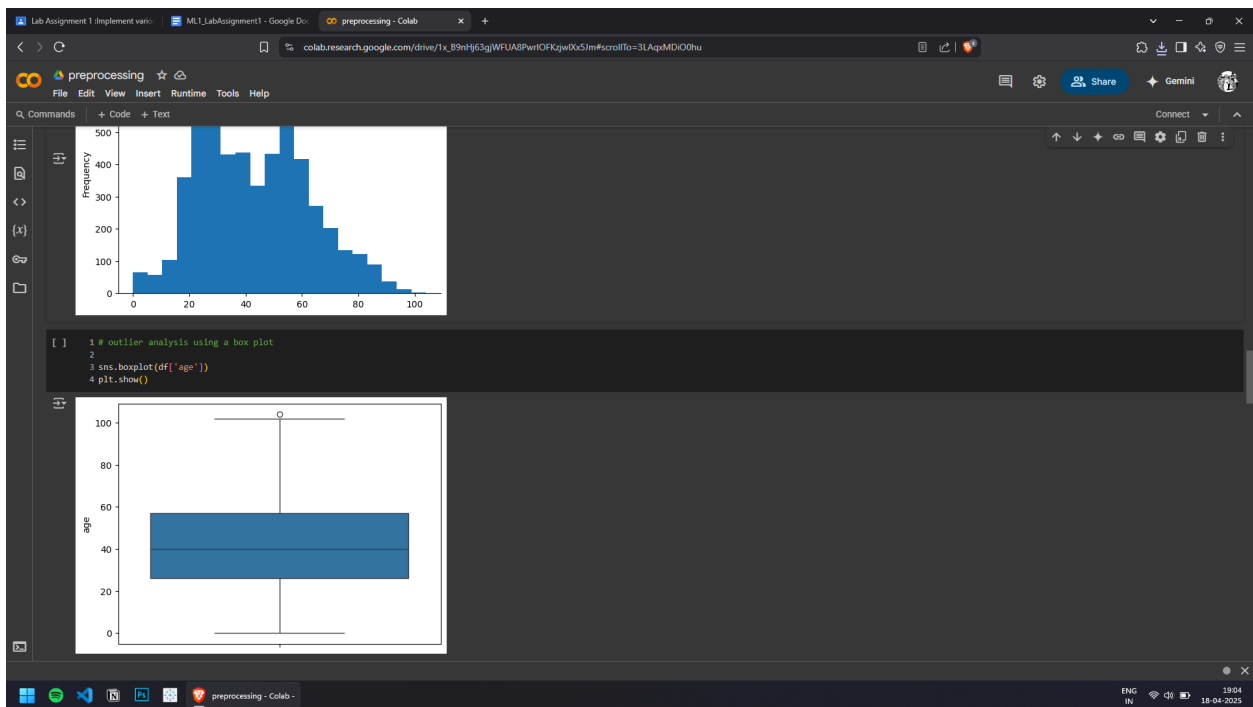 Lab Assignment 1 :Implement vario
ML1_LabAssignment1 - Google Do
preprocessing - Colab
colab.research.google.com/drive/1x_B9nHj63gjWFUA8PwrlOFKzjwlXx5Jm#scrollTo=3LAqxMDiO0hu
preprocessing
File Edit View Insert Runtime Tools Help
Share
Gemini
Commands + Code + Text
Connect
500
400
300
200
100
0
Frequency
0 20 40 60 80 100
[ ]
1 # outlier analysis using a box plot
2
3 sns.boxplot(df['age'])
4 plt.show()
100
80
60
40
20
0
age
preprocessing - Colab -
ENG
IN
19:04
18-04-2025